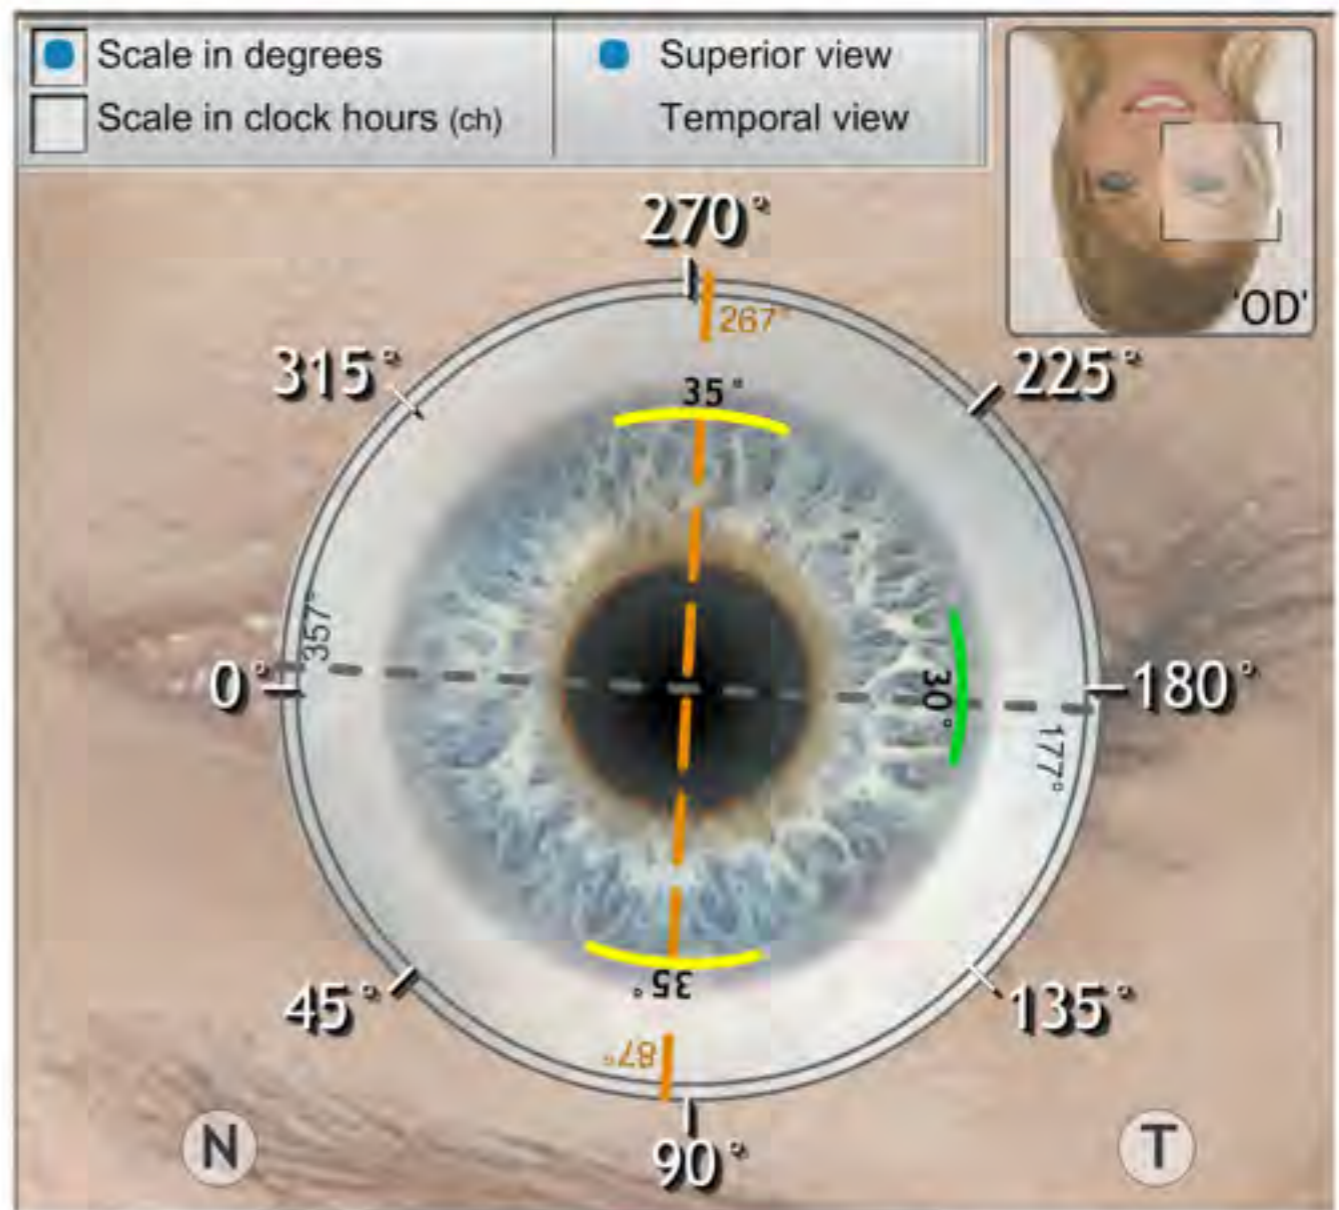 Scale in degrees
Superior view
Scale in clock hours (ch)
Temporal view
'OD'
270°
267°
315°
225°
35°
357°
0°
30°
180°
177°
35°
45°
135°
87°
90°
N
T